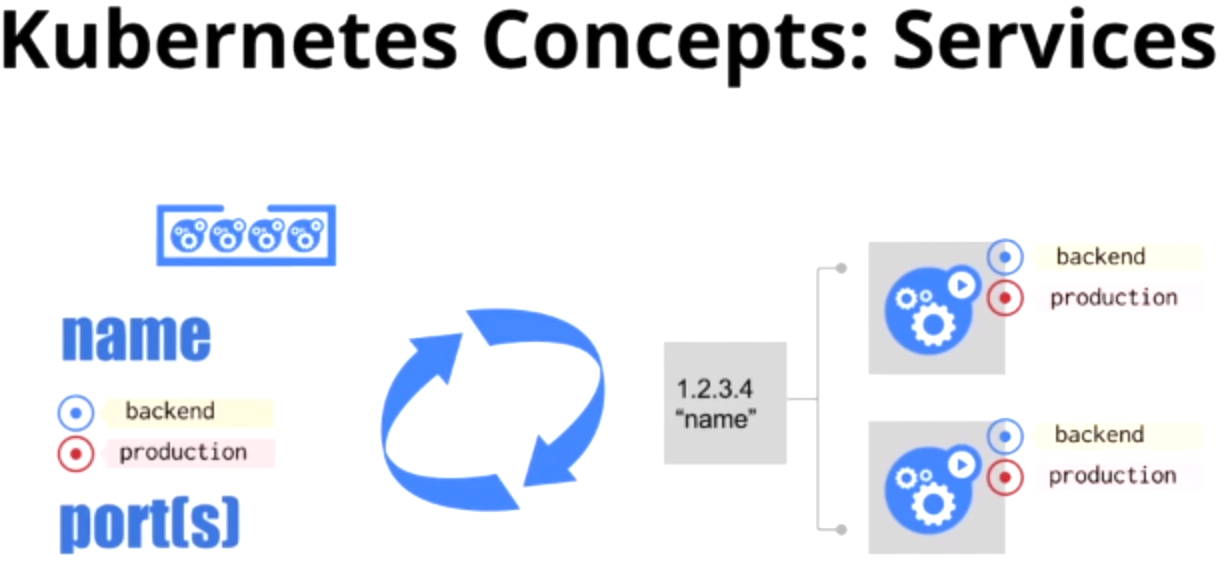 Kubernetes Concepts: Services
name
backend
production
port(s)
1.2.3.4
“name”
backend
production
backend
production